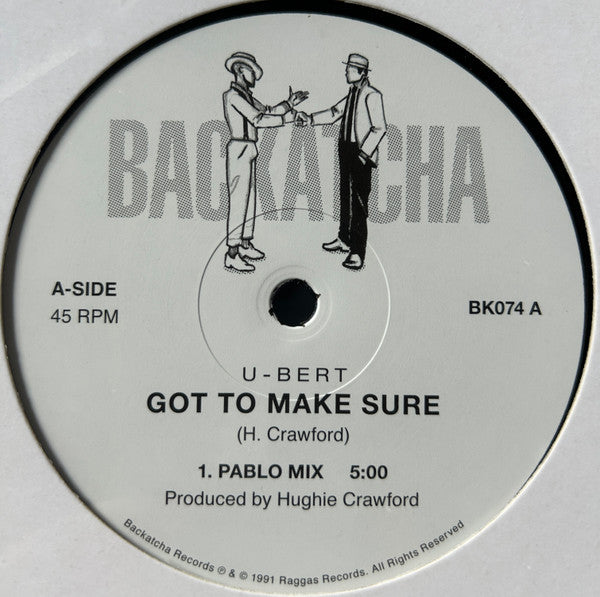 BACKATCHA
A-SIDE
45 RPM
BK074 A
U-BERT
GOT TO MAKE SURE
(H. Crawford)
1. PABLO MIX 5:00
Produced by Hughie Crawford
Backatcha Records ℗ & © 1991 Raggas Records. All Rights Reserved